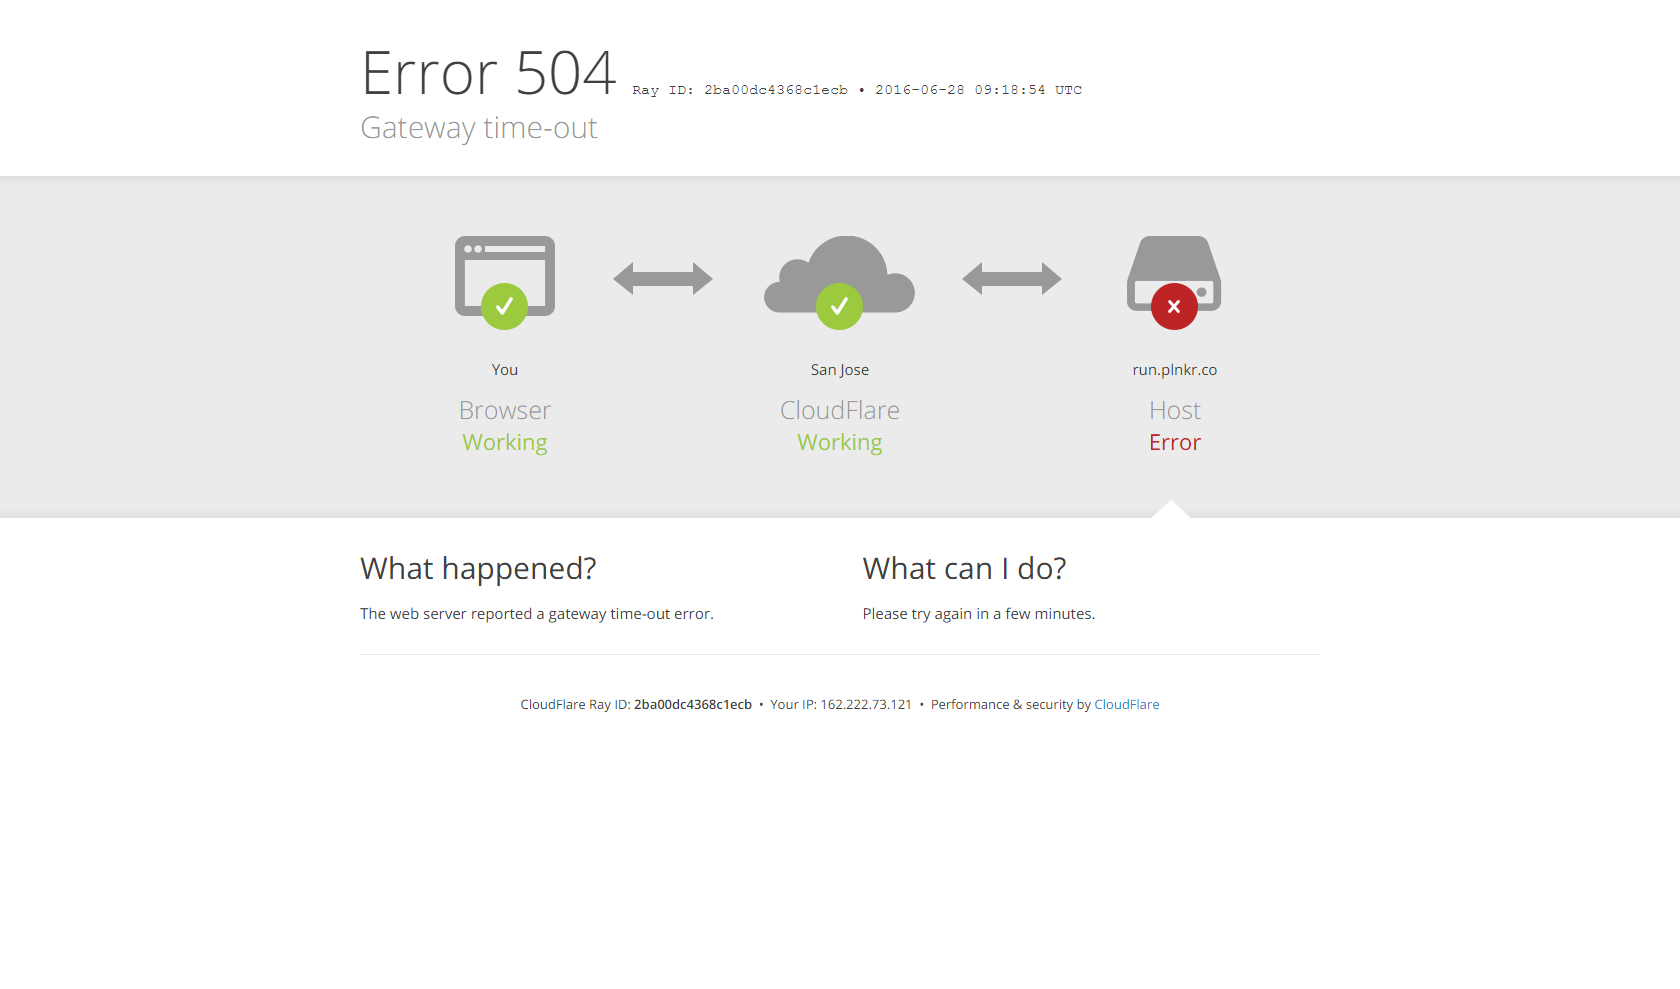 Error 504 Ray ID: 2ba00dc4368c1ecb • 2016-06-28 09:18:54 UTC
Gateway time-out
You
Browser
Working
San Jose
CloudFlare
Working
run.plnkr.co
Host
Error
What happened?
The web server reported a gateway time-out error.
What can I do?
Please try again in a few minutes.
CloudFlare Ray ID: 2ba00dc4368c1ecb • Your IP: 162.222.73.121 • Performance & security by CloudFlare